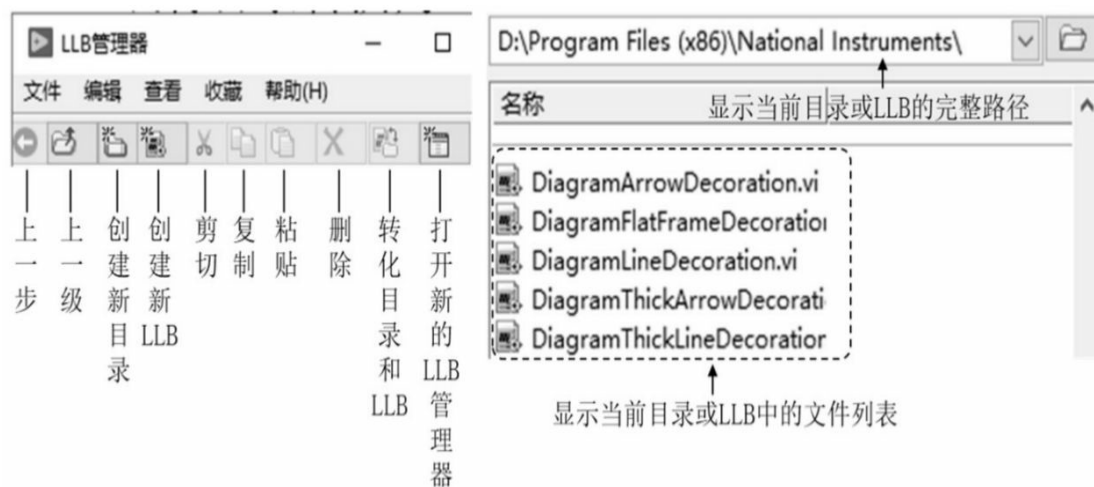 LLB管理器
文件 编辑 查看 收藏 帮助(H)
上一步
上一级
创建新目录
创建新LLB
剪切
复制
粘贴
删除
转化目录和LLB
打开新的LLB管理器
D:\Program Files (x86)\National Instruments\
显示当前目录或LLB的完整路径
名称
DiagramArrowDecoration.vi
DiagramFlatFrameDecoration
DiagramLineDecoration.vi
DiagramThickArrowDecorati
DiagramThickLineDecoration
显示当前目录或LLB中的文件列表